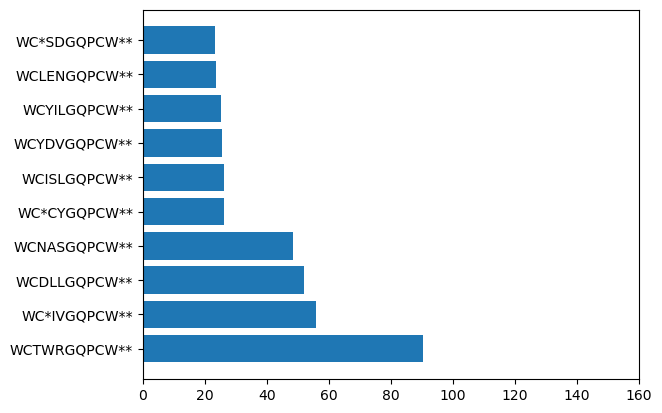 WC*SDGQPCW**
WCLENGQPCW**
WCYILGQPCW**
WCYDVGQPCW**
WCISLGQPCW**
WC*CYGQPCW**
WCNASGQPCW**
WCDLLGQPCW**
WC*IVGQPCW**
WCTWRGQPCW**
0 20 40 60 80 100 120 140 160